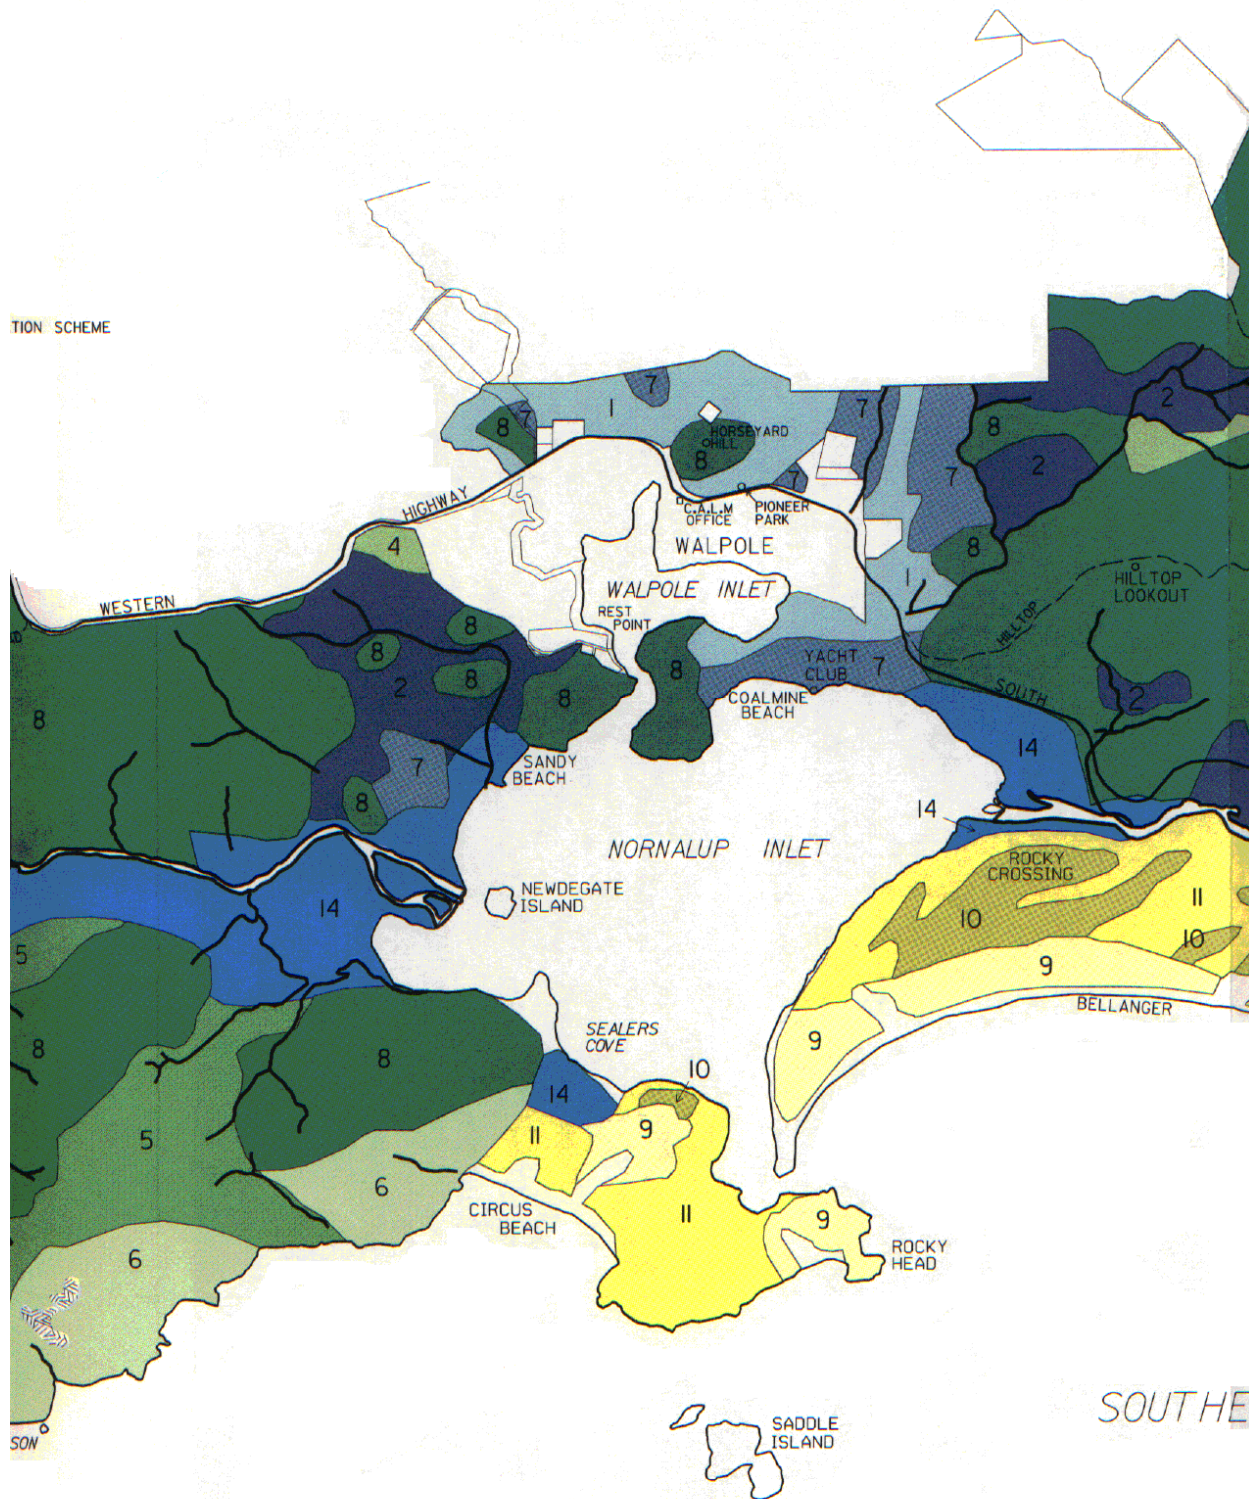 TION SCHEME
7
1
7
8
HORSEYARD
HILL
8
7
7
8
2
2
7
HIGHWAY
C.A.L.M
OFFICE
PIONEER
PARK
WALPOLE
4
8
HILLTOP
LOOKOUT
1
WALPOLE INLET
WESTERN
REST
POINT
HILLTOP
8
8
8
2
8
8
8
YACHT
CLUB
7
SOUTH
2
COALMINE
BEACH
8
14
SANDY
BEACH
7
8
14
NORNALUP INLET
ROCKY
CROSSING
NEWDEGATE
ISLAND
14
10
11
10
5
9
BELLANGER
SEALERS
COVE
9
8
8
10
14
11
9
5
6
CIRCUS
BEACH
11
9
ROCKY
HEAD
6
SOUTHE
SADDLE
ISLAND
SON